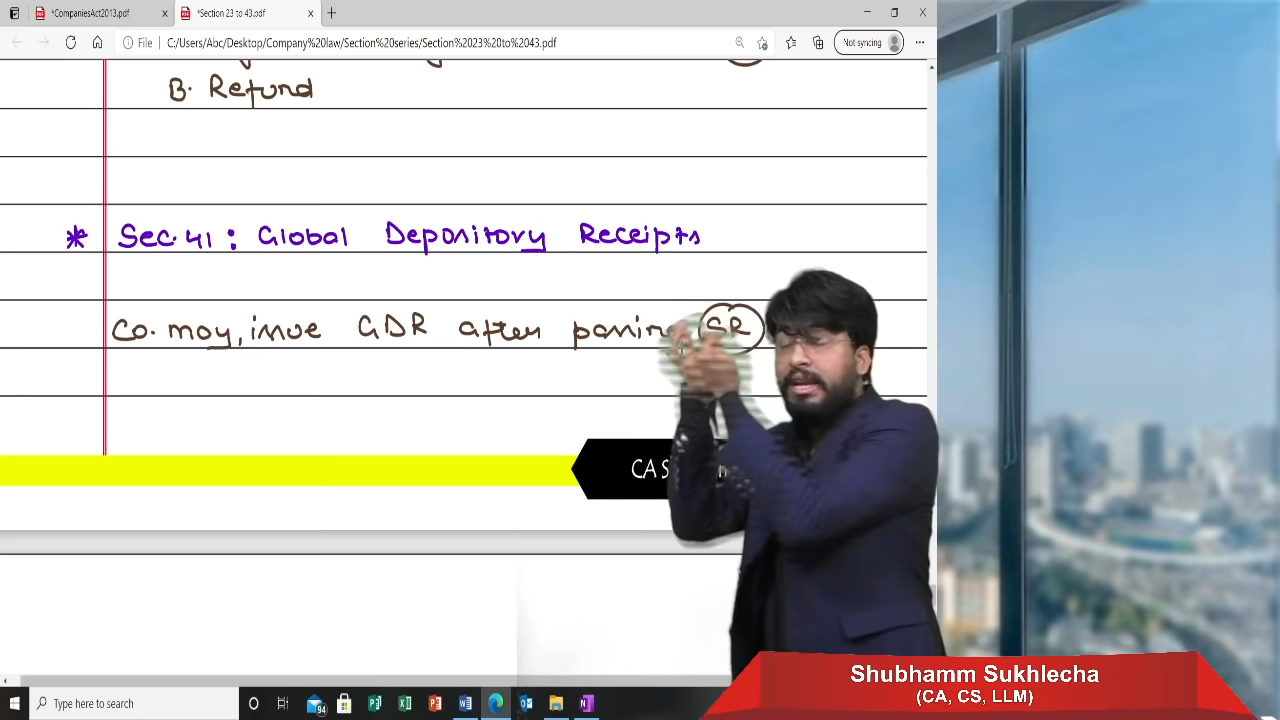 *CompaniesAct2013.pdf
*Section 23 to 43.pdf
File
C:/Users/Abc/Desktop/Company%20law/Section%20series/Section%2023%20to%2043.pdf
Not syncing
B. Refund
* Sec.41: Global Depository Receipts
Co. may, issue GDR after passing SR
CA S
94
Type here to search
Shubhamm Sukhlecha
(CA, CS, LLM)